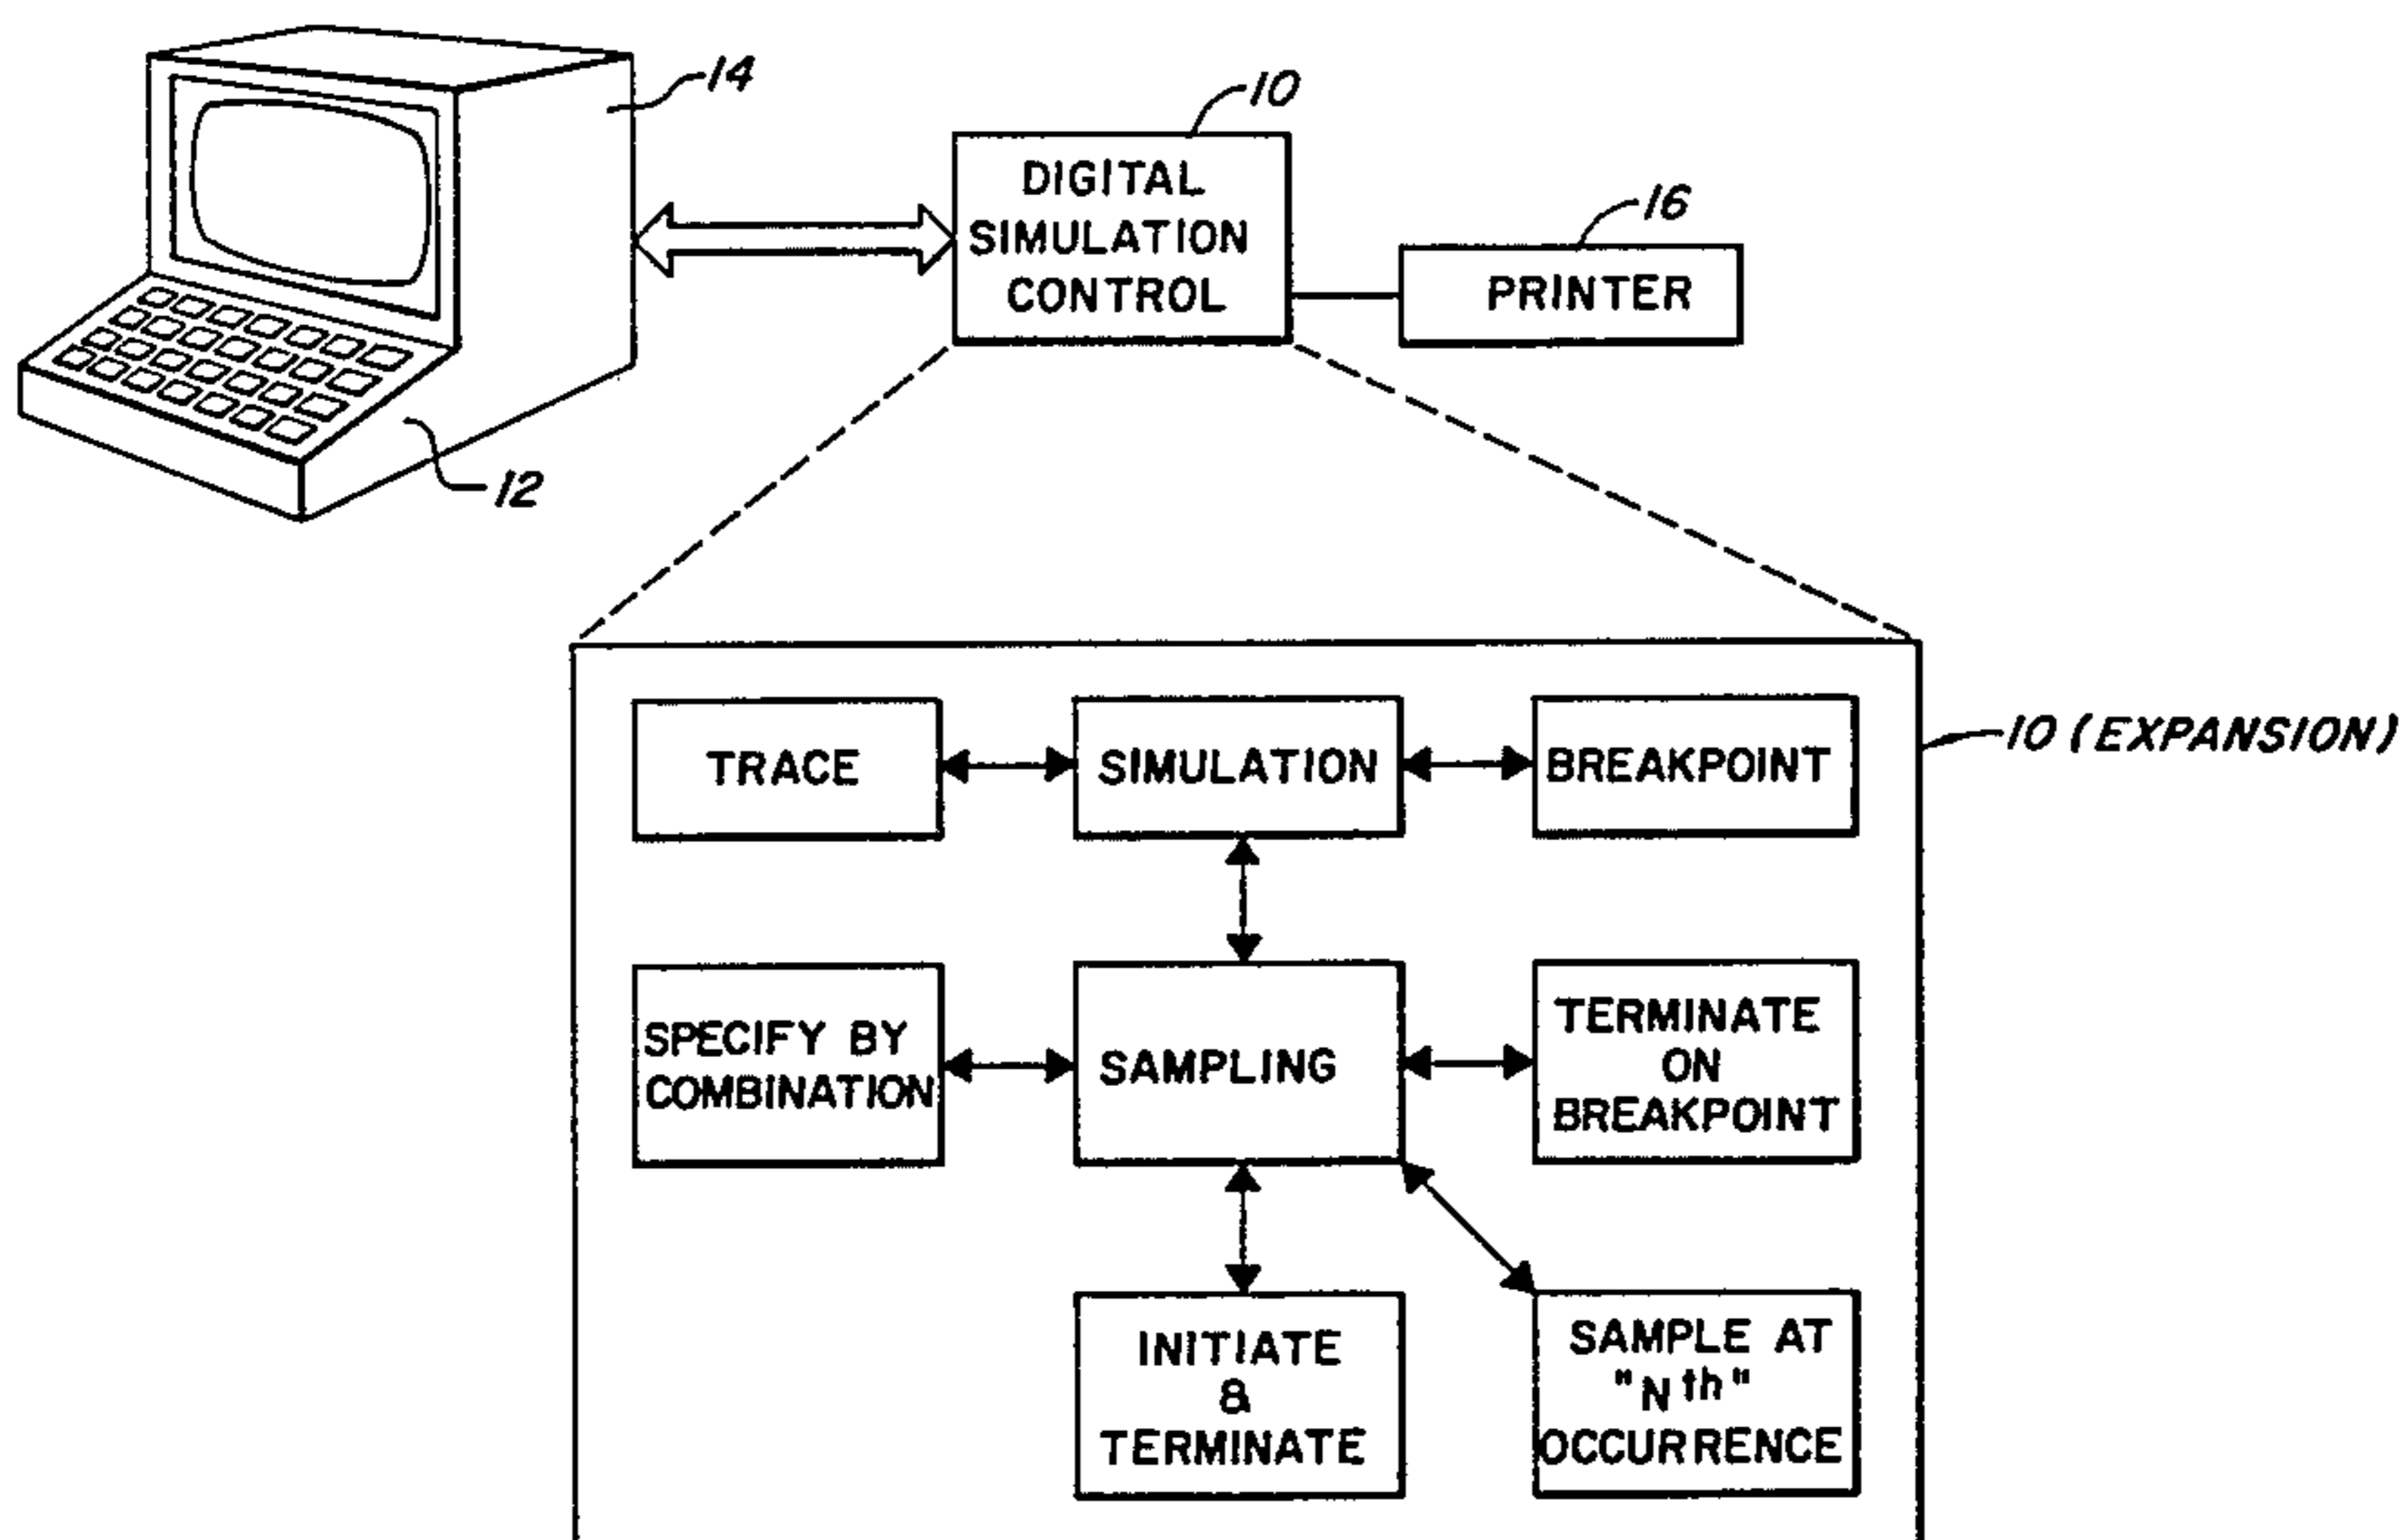 14
10
DIGITAL
SIMULATION
CONTROL
16
PRINTER
12
10 (EXPANSION)
TRACE
SIMULATION
BREAKPOINT
SPECIFY BY
COMBINATION
SAMPLING
TERMINATE
ON
BREAKPOINT
INITIATE
&
TERMINATE
SAMPLE AT
"Nth"
OCCURRENCE